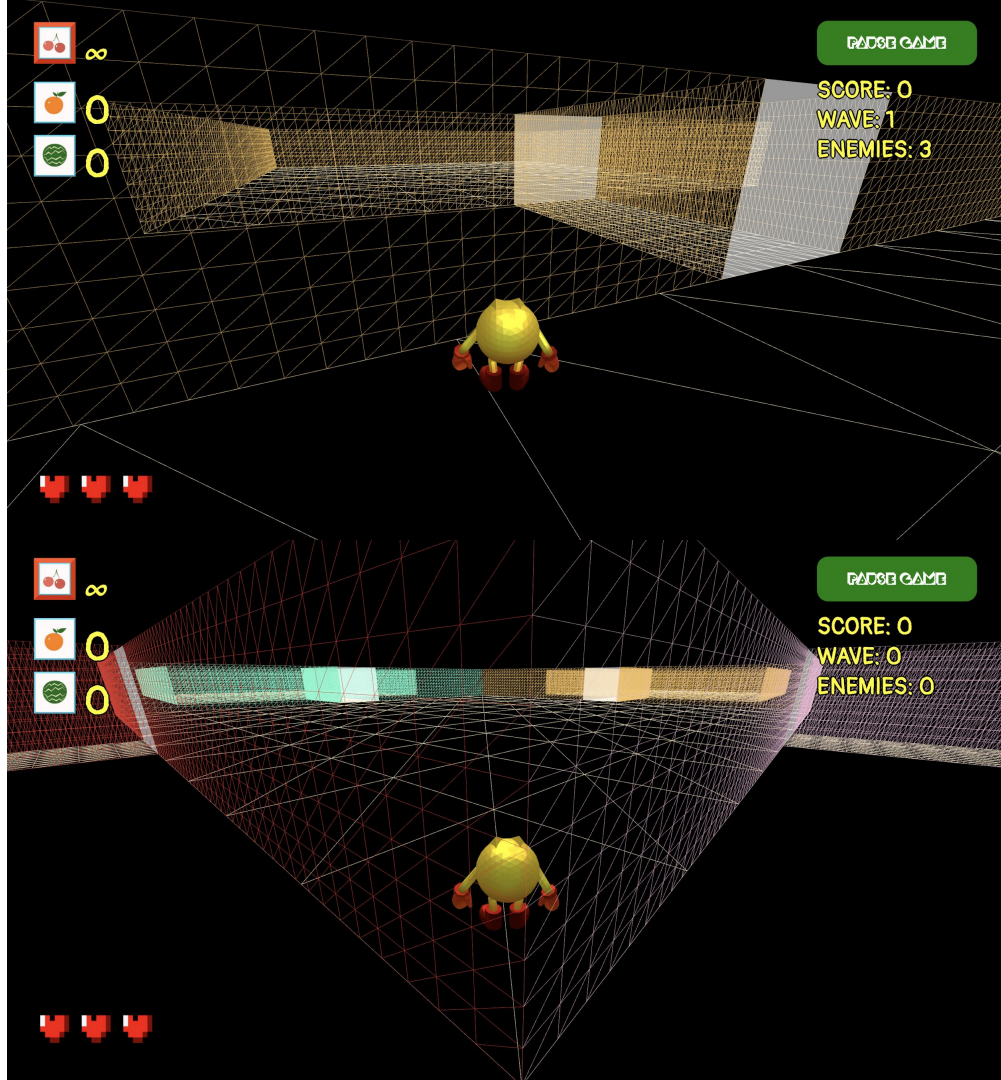 ∞
0
0
PAUSE GAME
SCORE: 0
WAVE: 1
ENEMIES: 3
∞
0
0
PAUSE GAME
SCORE: 0
WAVE: 0
ENEMIES: 0